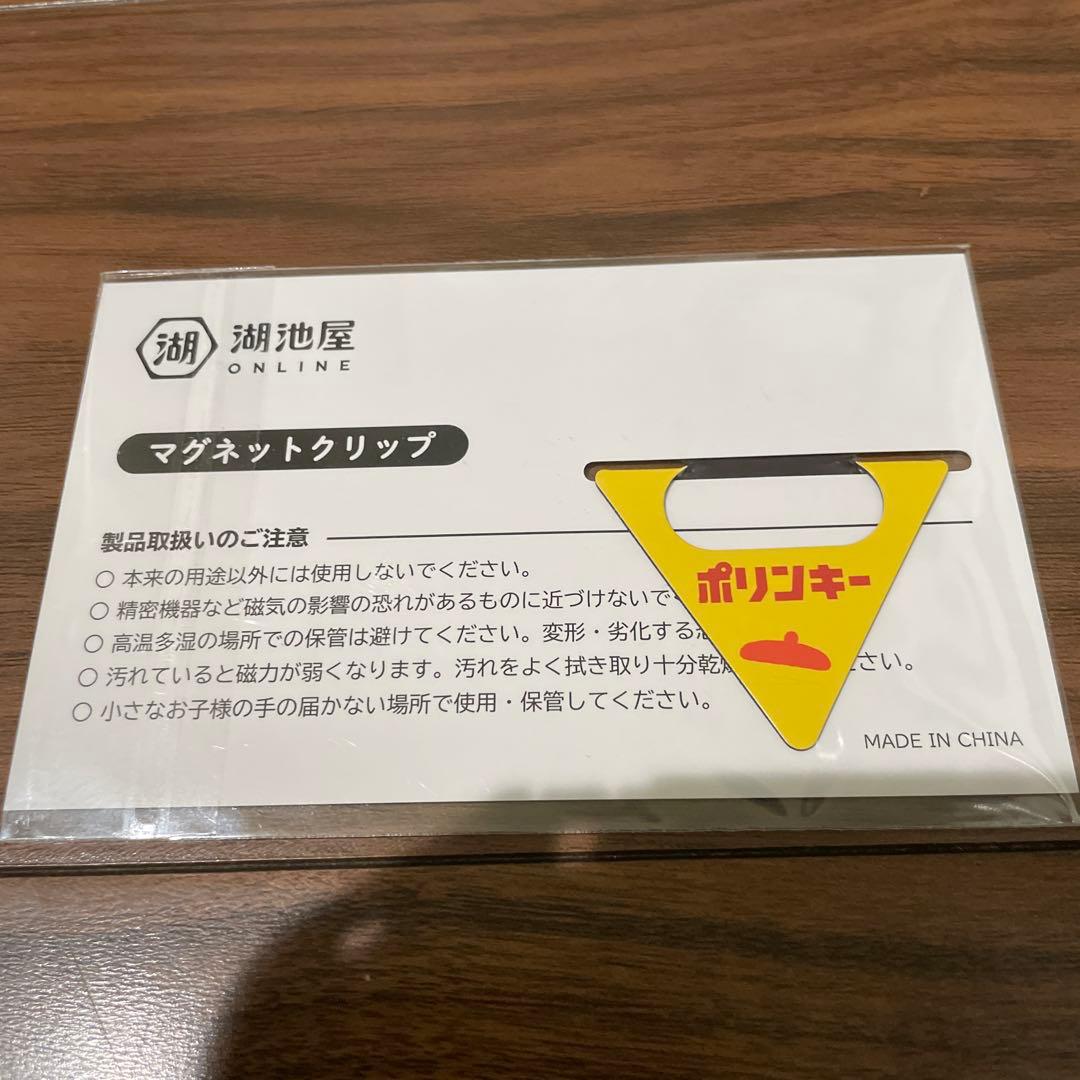 湖 湖池屋
ONLINE
マグネットクリップ
製品取扱いのご注意
○ 本来の用途以外には使用しないでください。
○ 精密機器など磁気の影響の恐れがあるものに近づけないで
○ 高温多湿の場所での保管は避けてください。変形・劣化する
○ 汚れていると磁力が弱くなります。汚れをよく拭き取り十分乾 さい。
○ 小さなお子様の手の届かない場所で使用・保管してください。
ポリンキー
MADE IN CHINA